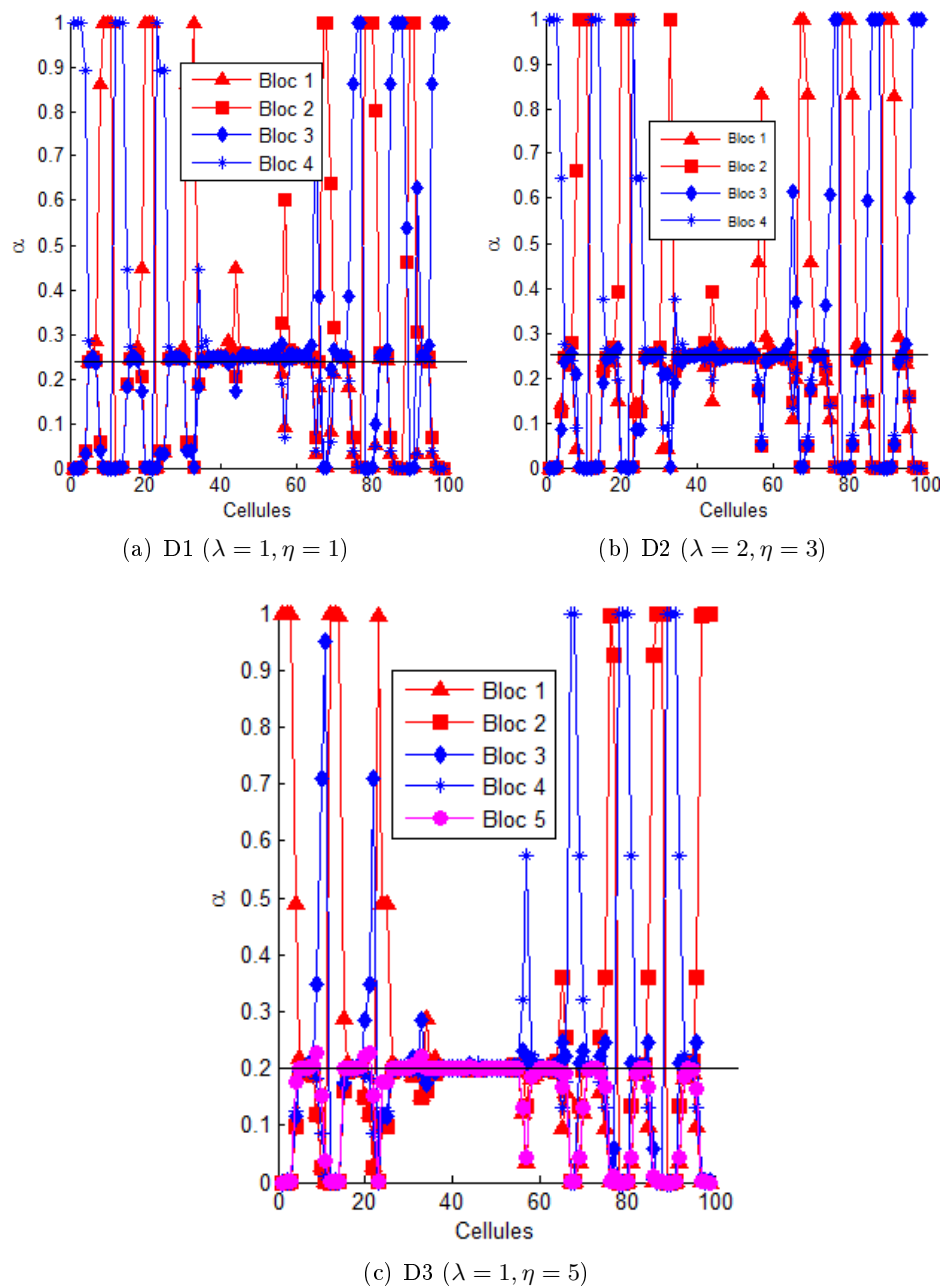 1
0.9
0.8
0.7
0.6
0.5
0.4
0.3
0.2
0.1
0
α
0 20 40 60 80 100
Cellules
Bloc 1
Bloc 2
Bloc 3
Bloc 4
(a) D1 (λ = 1, η = 1)
1
0.9
0.8
0.7
0.6
0.5
0.4
0.3
0.2
0.1
0
α
0 20 40 60 80 100
Cellules
Bloc 1
Bloc 2
Bloc 3
Bloc 4
(b) D2 (λ = 2, η = 3)
1
0.9
0.8
0.7
0.6
0.5
0.4
0.3
0.2
0.1
0
α
0 20 40 60 80 100
Cellules
Bloc 1
Bloc 2
Bloc 3
Bloc 4
Bloc 5
(c) D3 (λ = 1, η = 5)